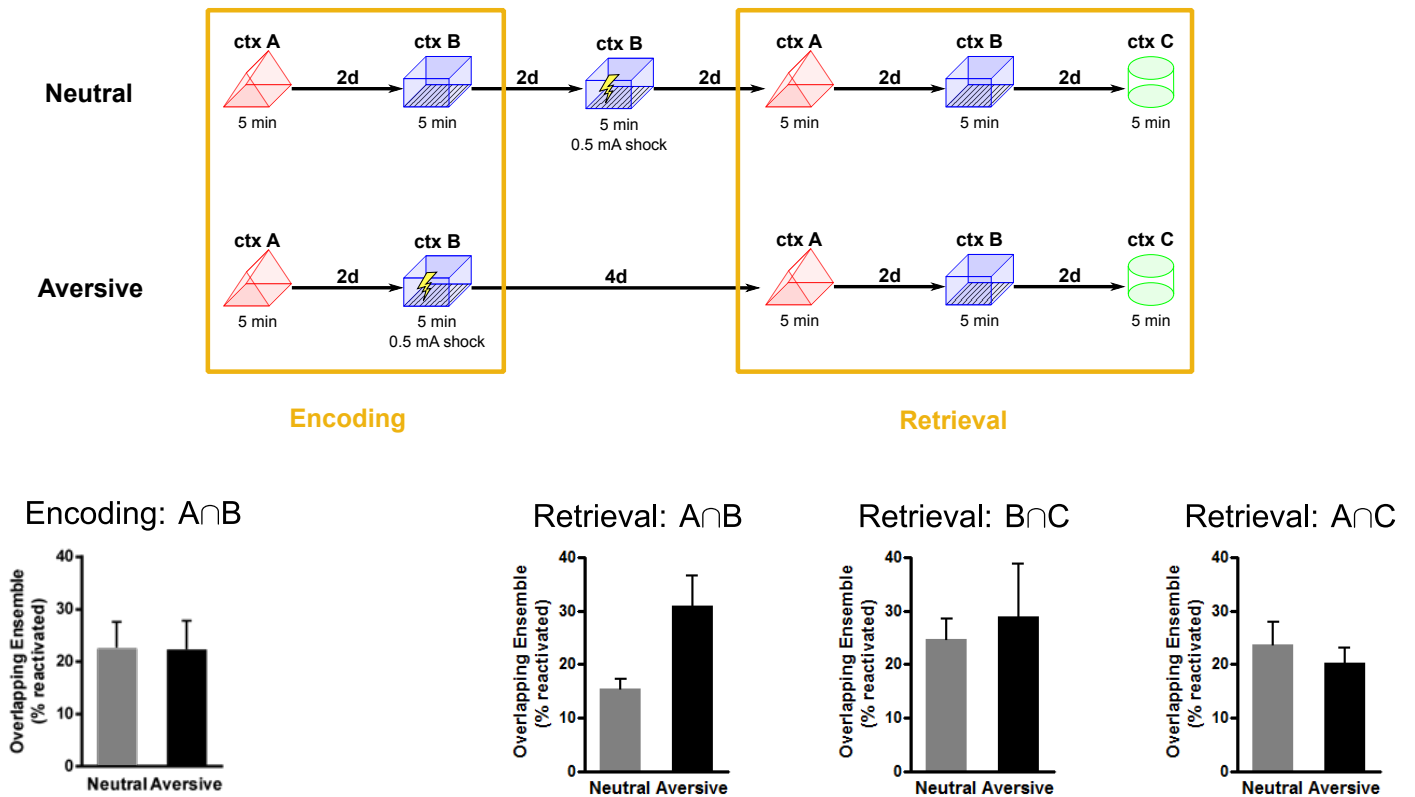 Neutral
ctx A
2d
ctx B
2d
ctx B
2d
ctx A
2d
ctx B
2d
ctx C
5 min
5 min
5 min
0.5 mA shock
5 min
5 min
5 min
Aversive
ctx A
2d
ctx B
4d
ctx A
2d
ctx B
2d
ctx C
5 min
5 min
0.5 mA shock
5 min
5 min
5 min
Encoding
Retrieval
Encoding: A∩B
Overlapping Ensemble
(% reactivated)
40
30
20
10
0
Neutral Aversive
Retrieval: A∩B
Overlapping Ensemble
(% reactivated)
40
30
20
10
0
Neutral Aversive
Retrieval: B∩C
Overlapping Ensemble
(% reactivated)
40
30
20
10
0
Neutral Aversive
Retrieval: A∩C
Overlapping Ensemble
(% reactivated)
40
30
20
10
0
Neutral Aversive